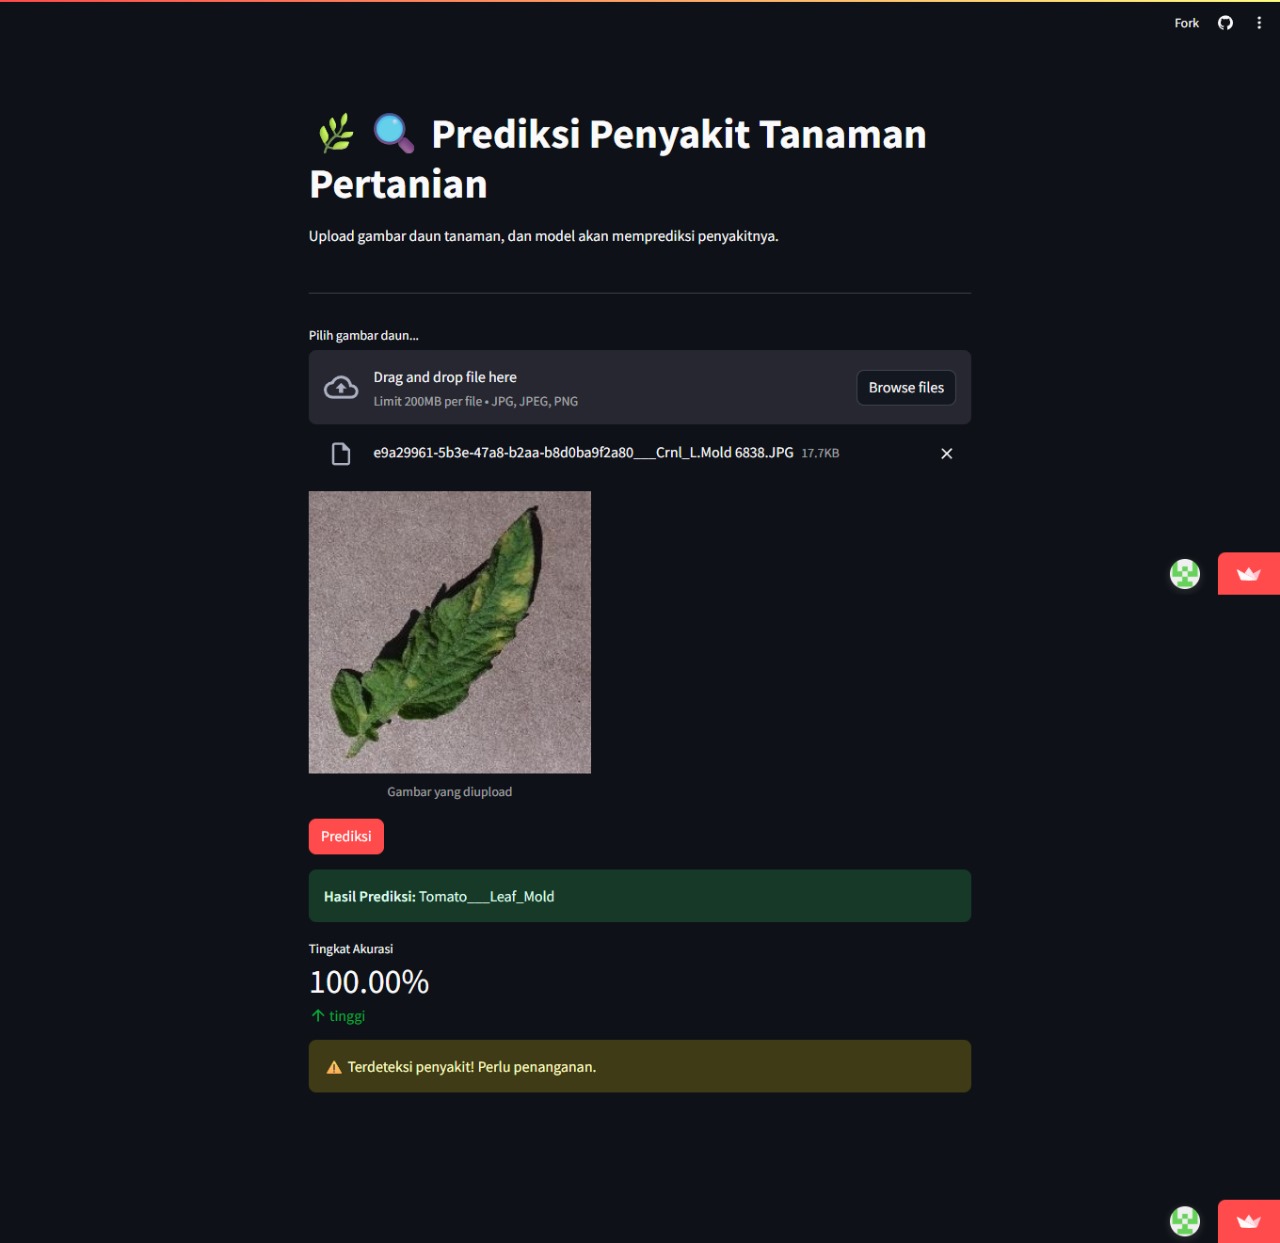 Fork
🌿 🔍 Prediksi Penyakit Tanaman
Pertanian
Upload gambar daun tanaman, dan model akan memprediksi penyakitnya.
Pilih gambar daun...
Drag and drop file here
Limit 200MB per file • JPG, JPEG, PNG
Browse files
e9a29961-5b3e-47a8-b2aa-b8d0ba9f2a80___Crnl_L.Mold 6838.JPG 17.7KB
Gambar yang diupload
Prediksi
Hasil Prediksi: Tomato___Leaf_Mold
Tingkat Akurasi
100.00%
↑ tinggi
⚠️ Terdeteksi penyakit! Perlu penanganan.